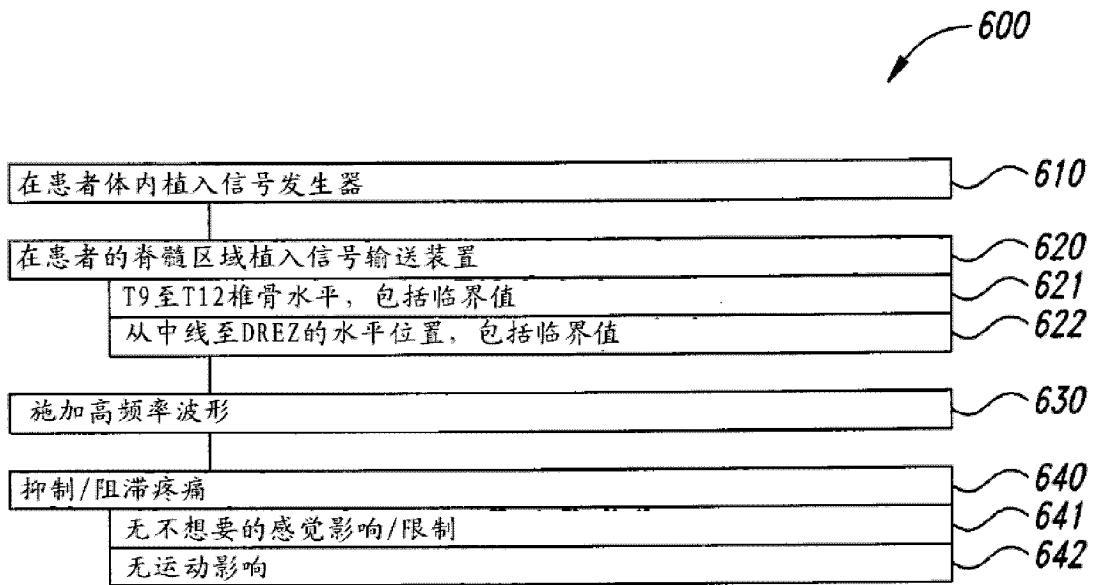 600
在患者体内植入信号发生器 610
在患者的脊髓区域植入信号输送装置 620
T9至T12椎骨水平，包括临界值 621
从中线至DREZ的水平位置，包括临界值 622
施加高频率波形 630
抑制/阻滞疼痛 640
无不想要的感觉影响/限制 641
无运动影响 642